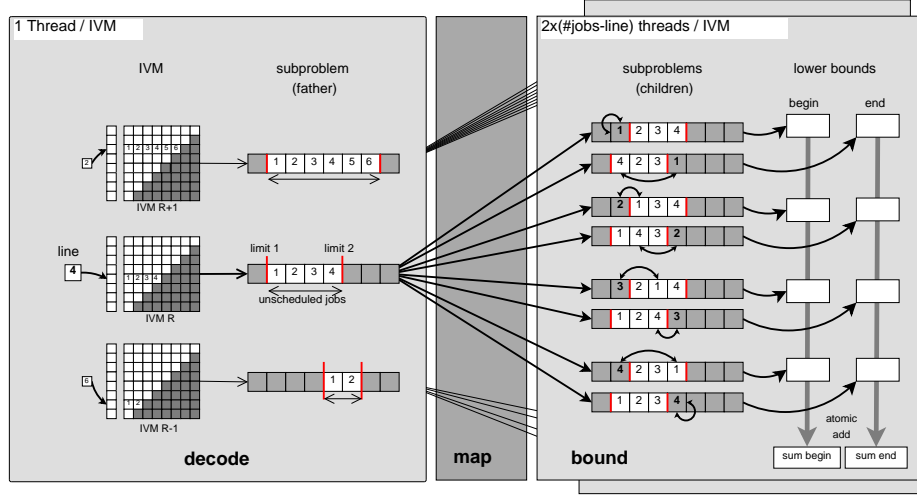 1 Thread / IVM
IVM
subproblem
(father)
2
1 2 3 4 5 6
IVM R+1
1 2 3 4 5 6
line
4
1 2 3 4
IVM R
limit 1
limit 2
1 2 3 4
unscheduled jobs
6
1 2
IVM R-1
1 2
decode
map
2x(#jobs-line) threads / IVM
subproblems
(children)
lower bounds
begin
end
1 2 3 4
4 2 3 1
2 1 3 4
1 4 3 2
3 2 1 4
1 2 4 3
4 2 3 1
1 2 3 4
atomic
add
sum begin
sum end
bound